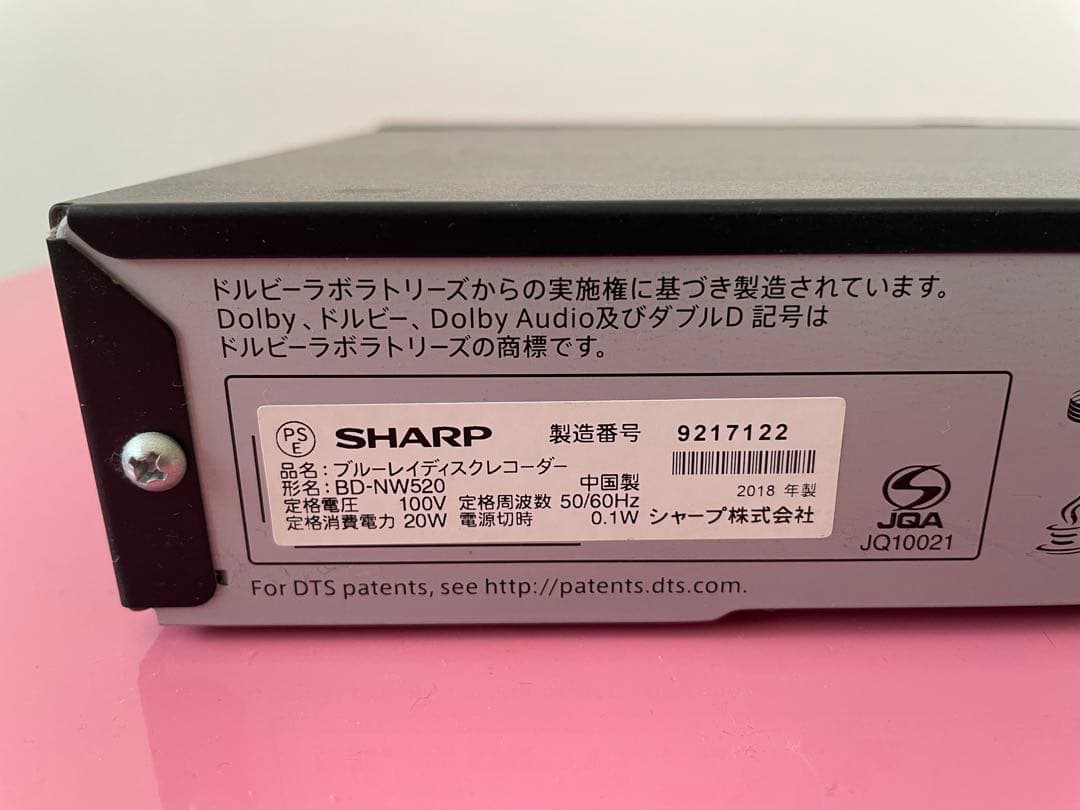 ドルビーラボラトリーズからの実施権に基づき製造されています。
Dolby、ドルビー、Dolby Audio及びダブルD 記号は
ドルビーラボラトリーズの商標です。
PS
E
SHARP 製造番号 9217122
品名:ブルーレイディスクレコーダー
形名:BD-NW520 中国製
2018 年製
定格電圧 100V 定格周波数 50/60Hz
定格消費電力 20W 電源切時 0.1W シャープ株式会社
JQA
JQ10021
For DTS patents, see http://patents.dts.com.